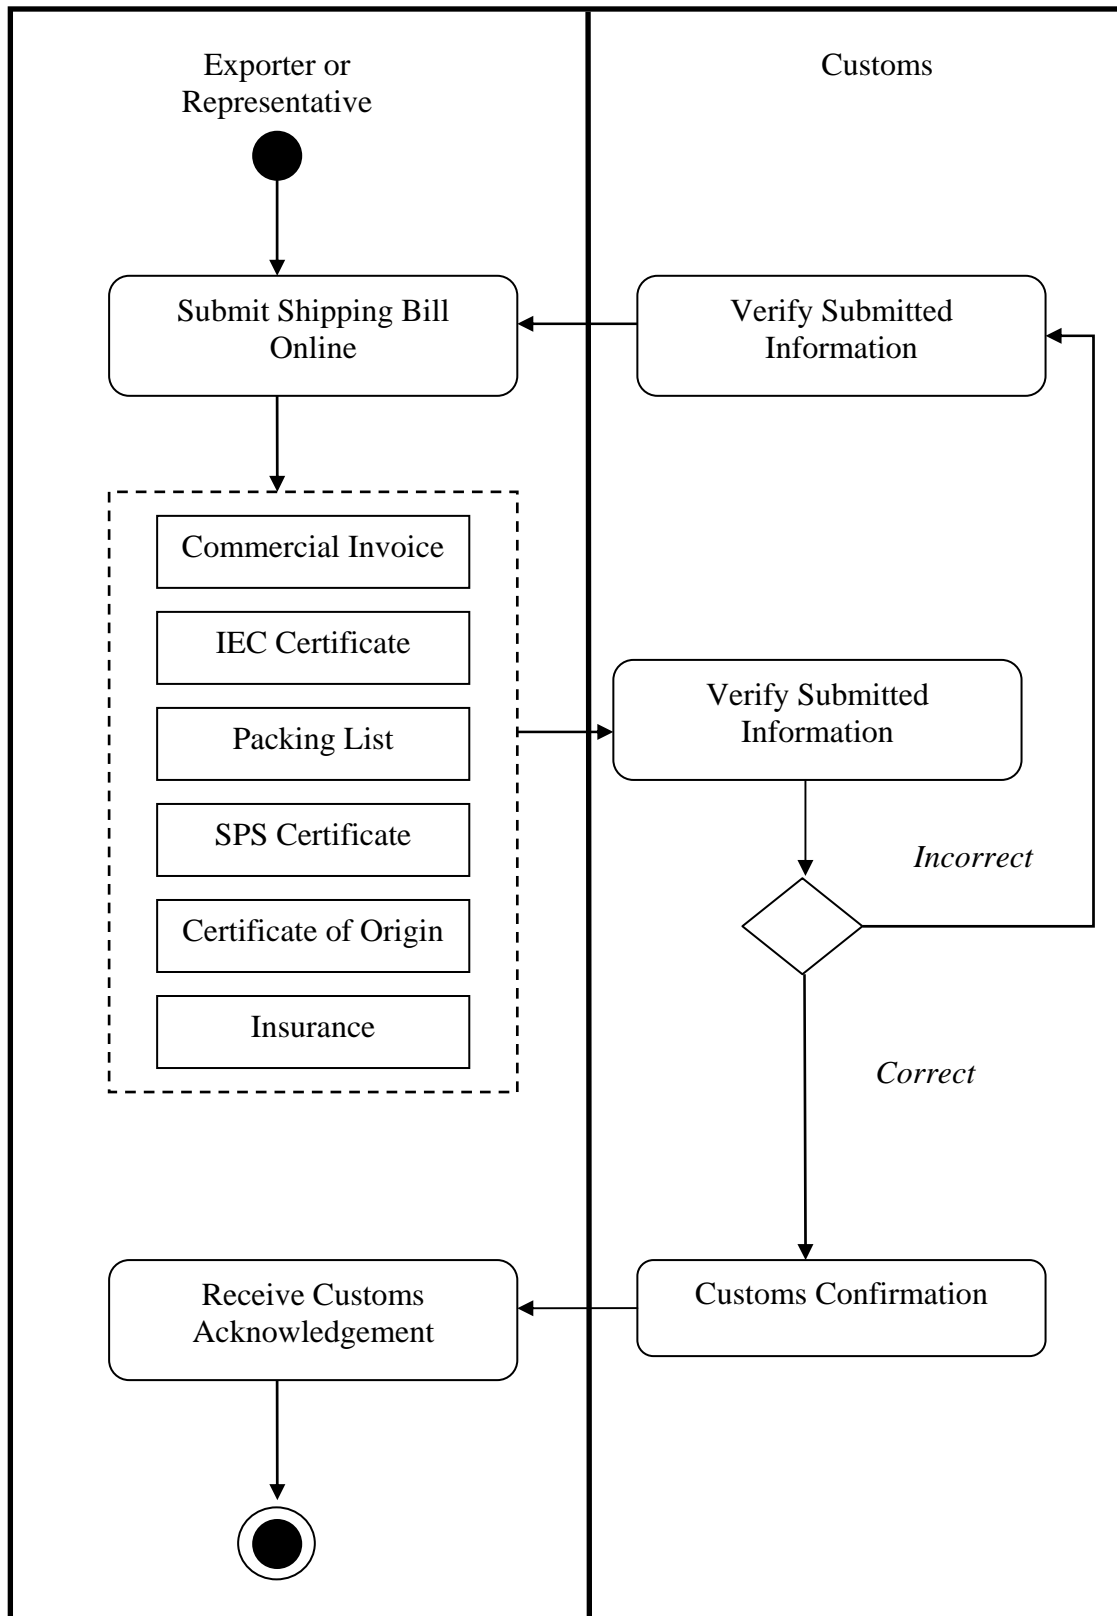 Exporter or
Representative
Customs
Submit Shipping Bill
Online
Verify Submitted
Information
Commercial Invoice
IEC Certificate
Packing List
SPS Certificate
Certificate of Origin
Insurance
Verify Submitted
Information
Incorrect
Correct
Receive Customs
Acknowledgement
Customs Confirmation